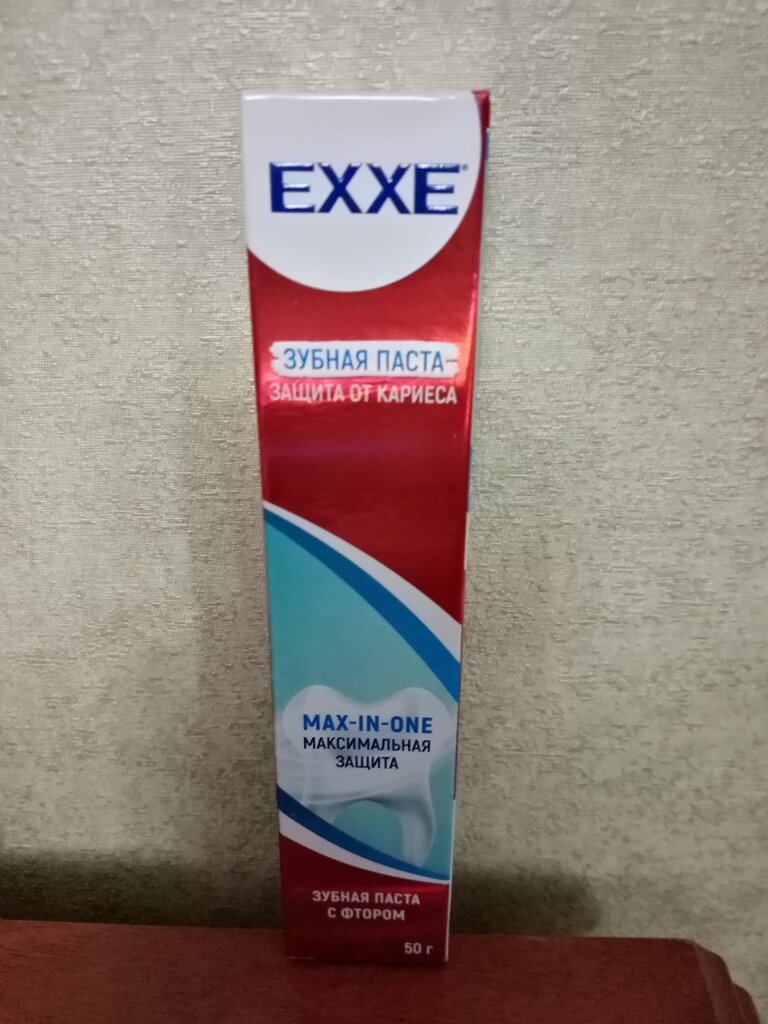 EXXE®
ЗУБНАЯ ПАСТА
ЗАЩИТА ОТ КАРИЕСА
MAX-IN-ONE
МАКСИМАЛЬНАЯ
ЗАЩИТА
ЗУБНАЯ ПАСТА
С ФТОРОМ
50 г